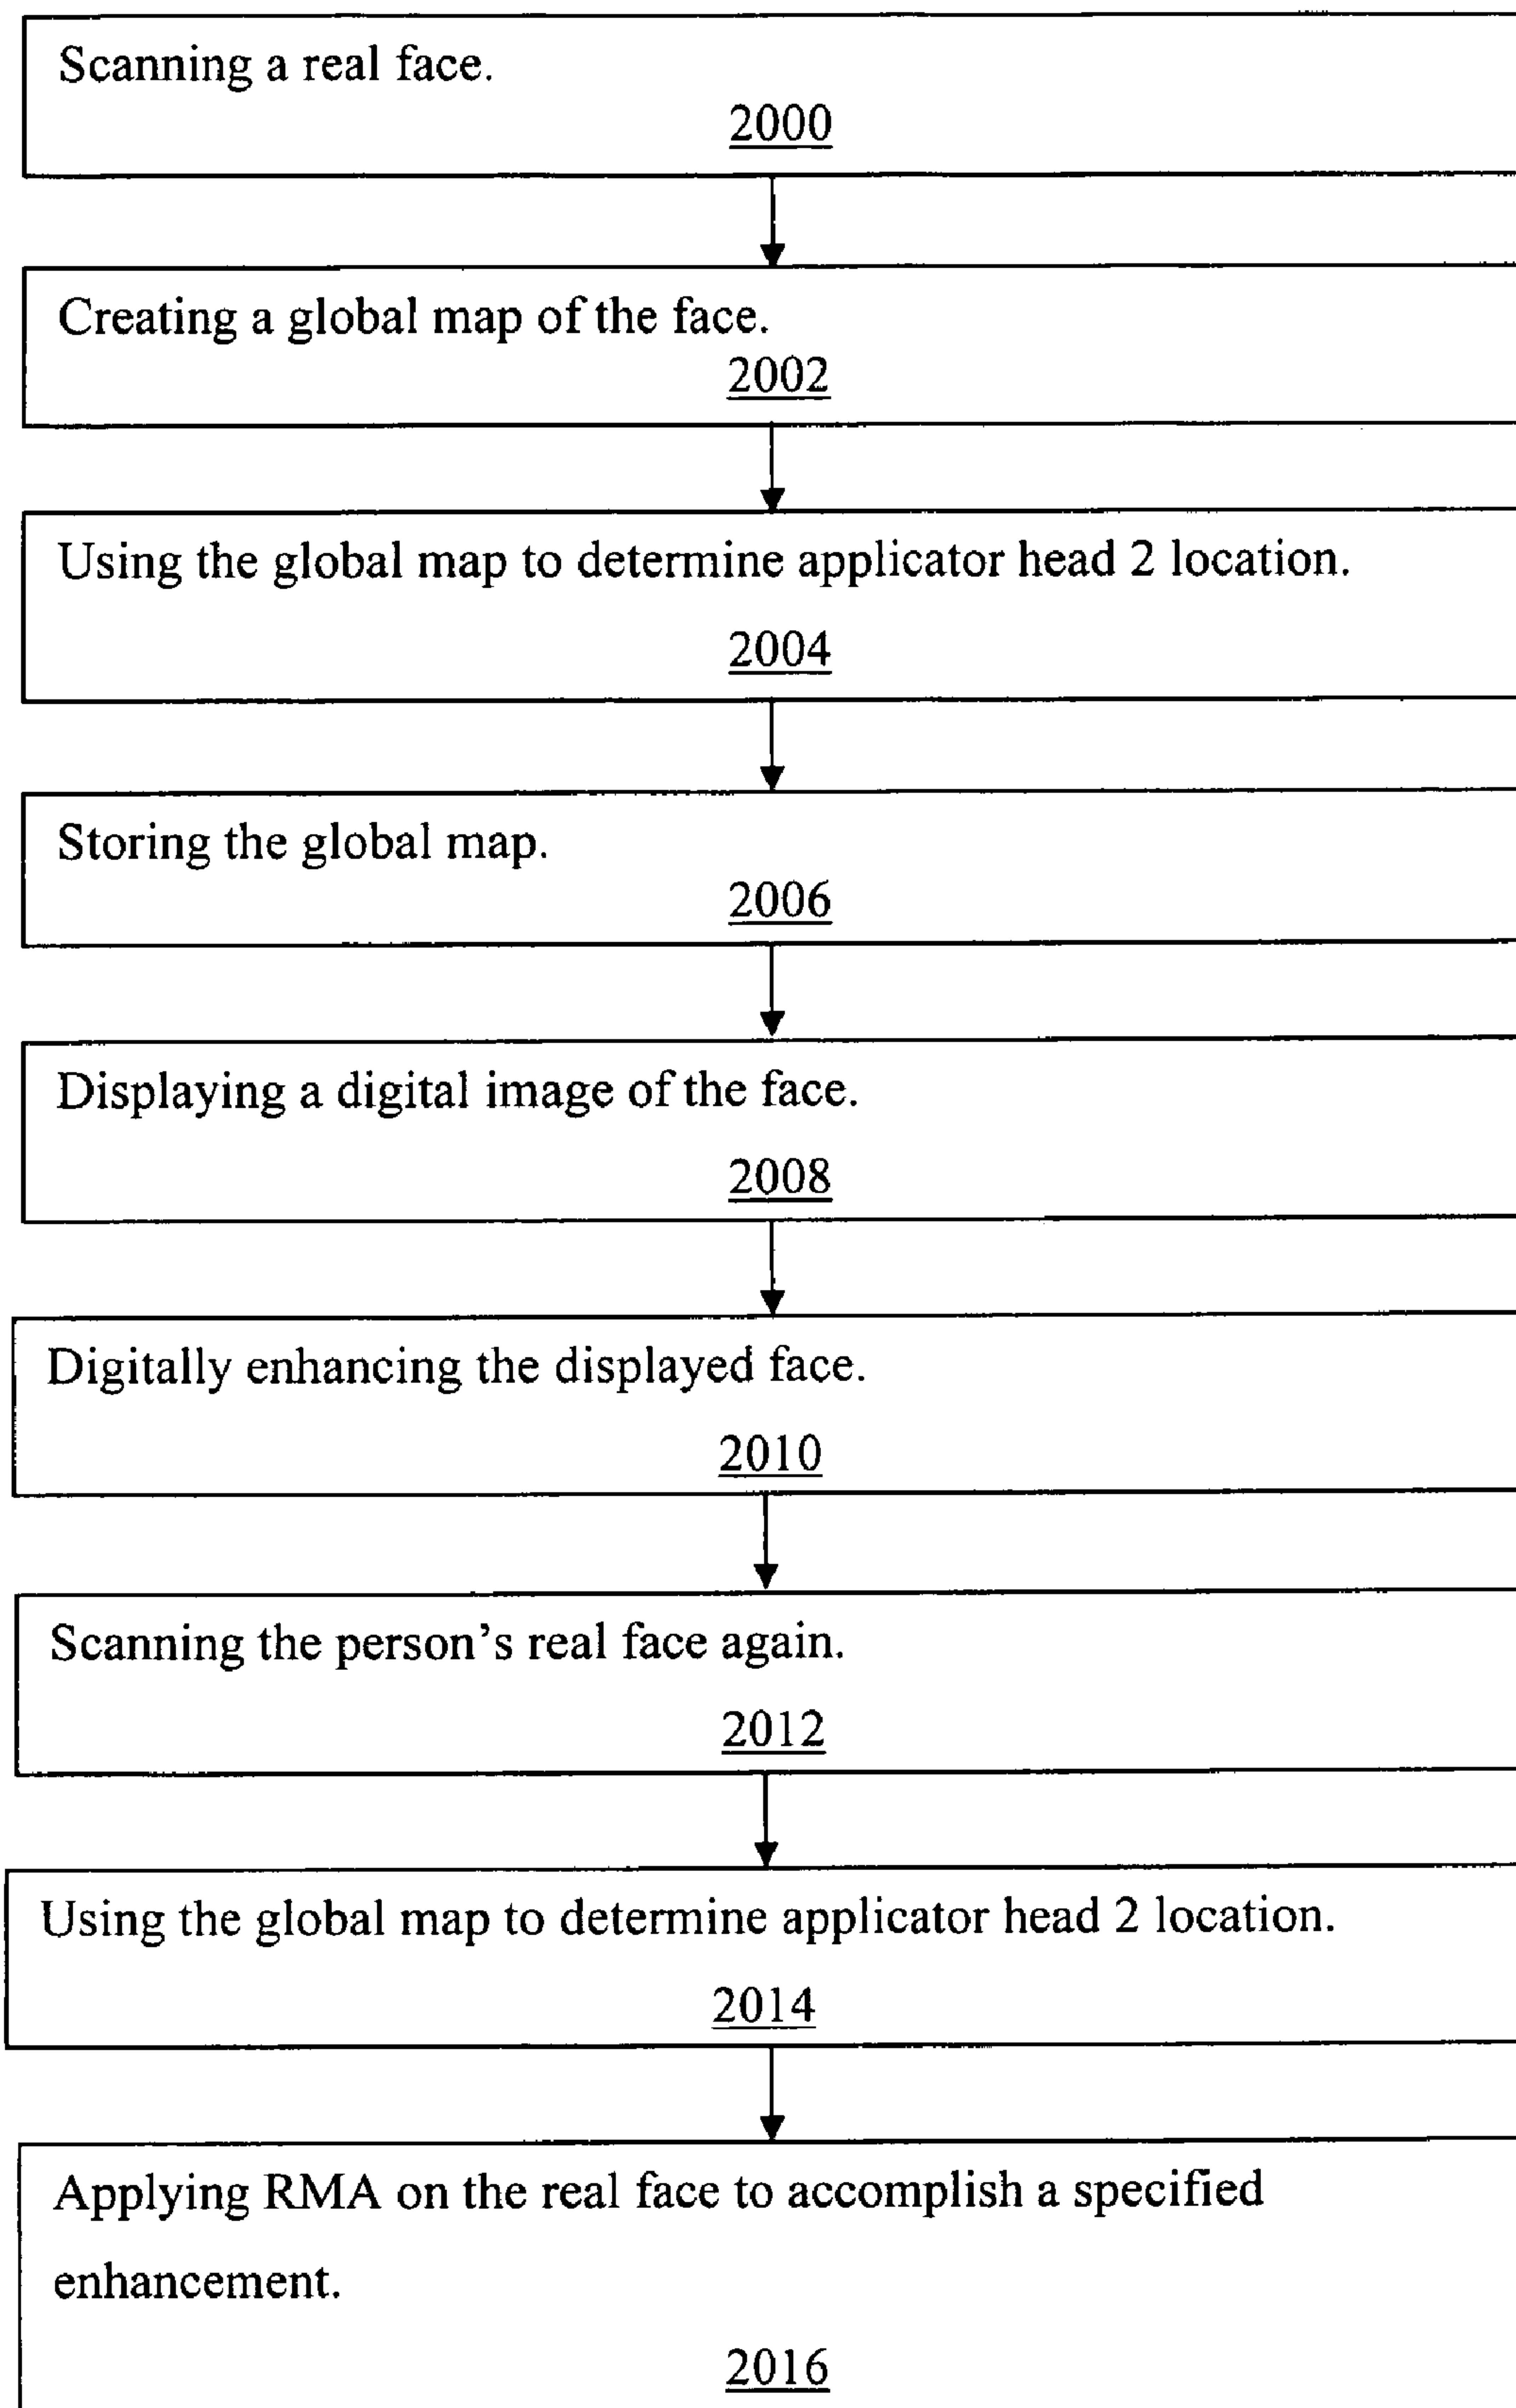 Scanning a real face.
2000
Creating a global map of the face.
2002
Using the global map to determine applicator head 2 location.
2004
Storing the global map.
2006
Displaying a digital image of the face.
2008
Digitally enhancing the displayed face.
2010
Scanning the person's real face again.
2012
Using the global map to determine applicator head 2 location.
2014
Applying RMA on the real face to accomplish a specified
enhancement.
2016